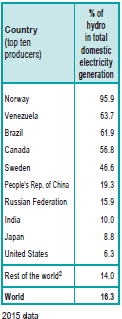 Country
(top ten
producers)
% of
hydro
in total
domestic
electricity
generation
Norway 95.9
Venezuela 63.7
Brazil 61.9
Canada 56.8
Sweden 46.6
People's Rep. of China 19.3
Russian Federation 15.9
India 10.0
Japan 8.8
United States 6.3
Rest of the world² 14.0
World 16.3
2015 data